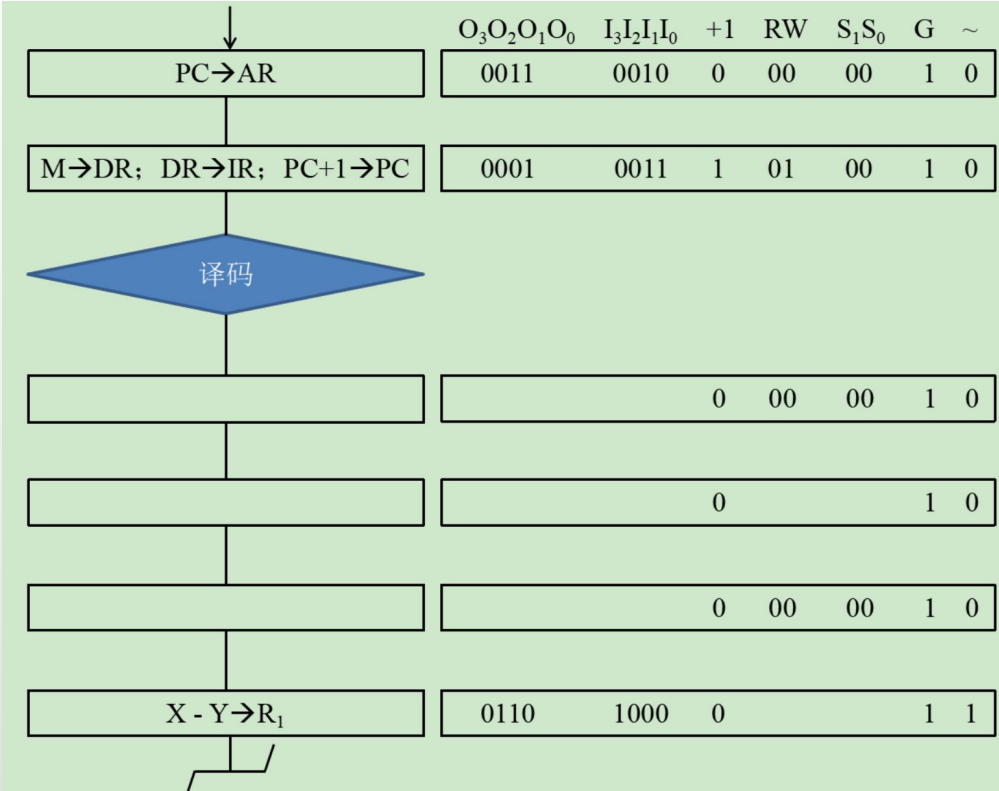 O₃O₂O₁O₀ I₃I₂I₁I₀ +1 RW S₁S₀ G ~
PC→AR 0011 0010 0 00 00 1 0
M→DR；DR→IR；PC+1→PC 0001 0011 1 01 00 1 0
译码
0 00 00 1 0
0 1 0
0 00 00 1 0
X - Y→R₁ 0110 1000 0 1 1